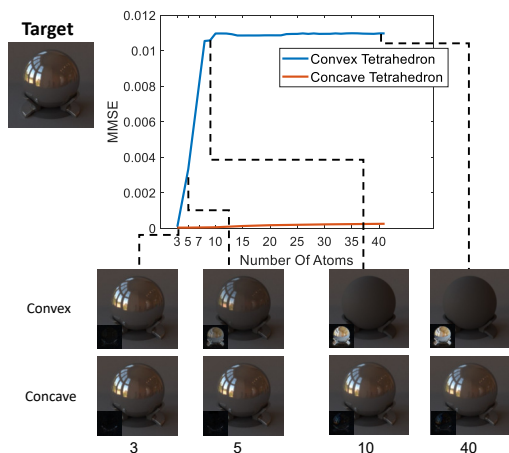 Target
0.012
0.01
0.008
0.006
0.004
0.002
0
MMSE
Convex Tetrahedron
Concave Tetrahedron
3 5 7 10 15 20 25 30 35 40
Number Of Atoms
Convex
Concave
3 5 10 40